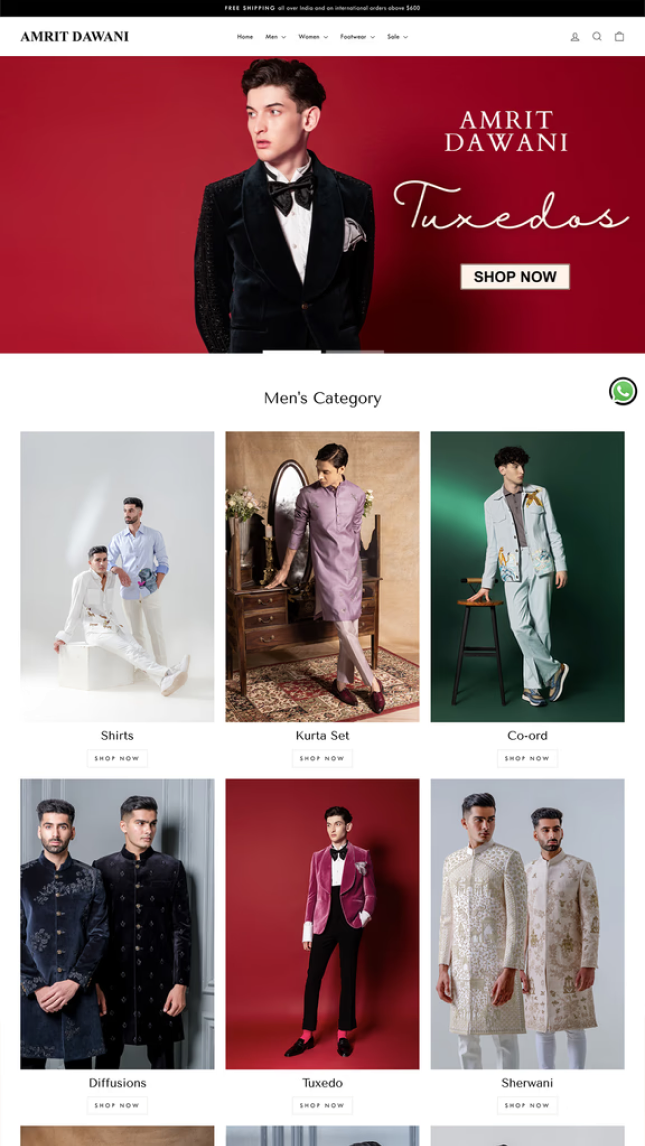 FREE SHIPPING all over India and on international orders above $600
AMRIT DAWANI
Home Men Women Footwear Sale
AMRIT
DAWANI
Tuxedos
SHOP NOW
Men's Category
Shirts Kurta Set Co-ord
SHOP NOW SHOP NOW SHOP NOW
Diffusions Tuxedo Sherwani
SHOP NOW SHOP NOW SHOP NOW